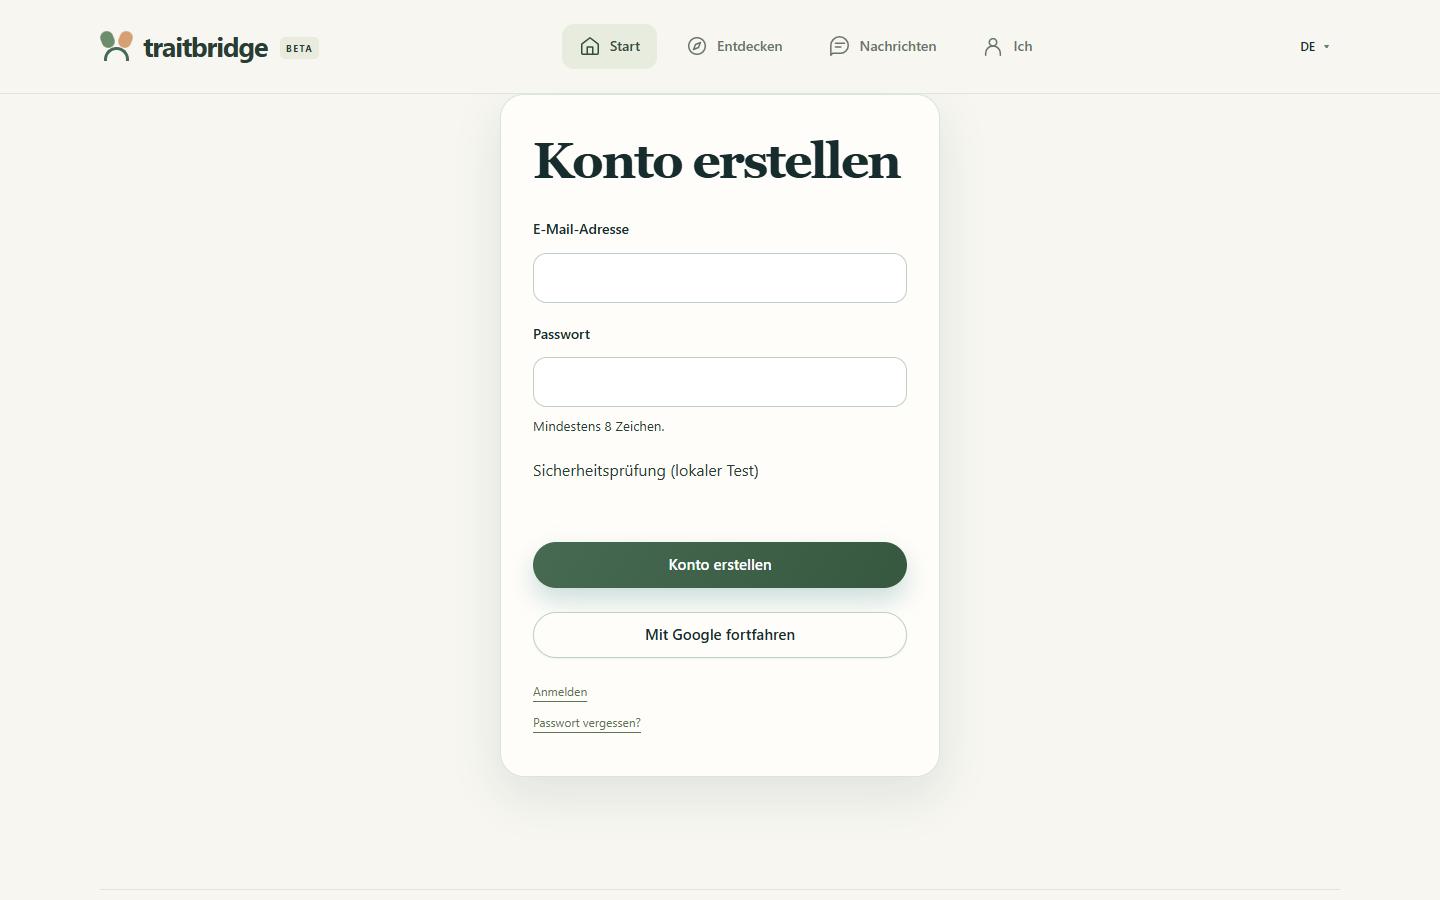 traitbridge BETA
Start Entdecken Nachrichten Ich
DE
Konto erstellen
E-Mail-Adresse
Passwort
Mindestens 8 Zeichen.
Sicherheitsprüfung (lokaler Test)
Konto erstellen
Mit Google fortfahren
Anmelden
Passwort vergessen?